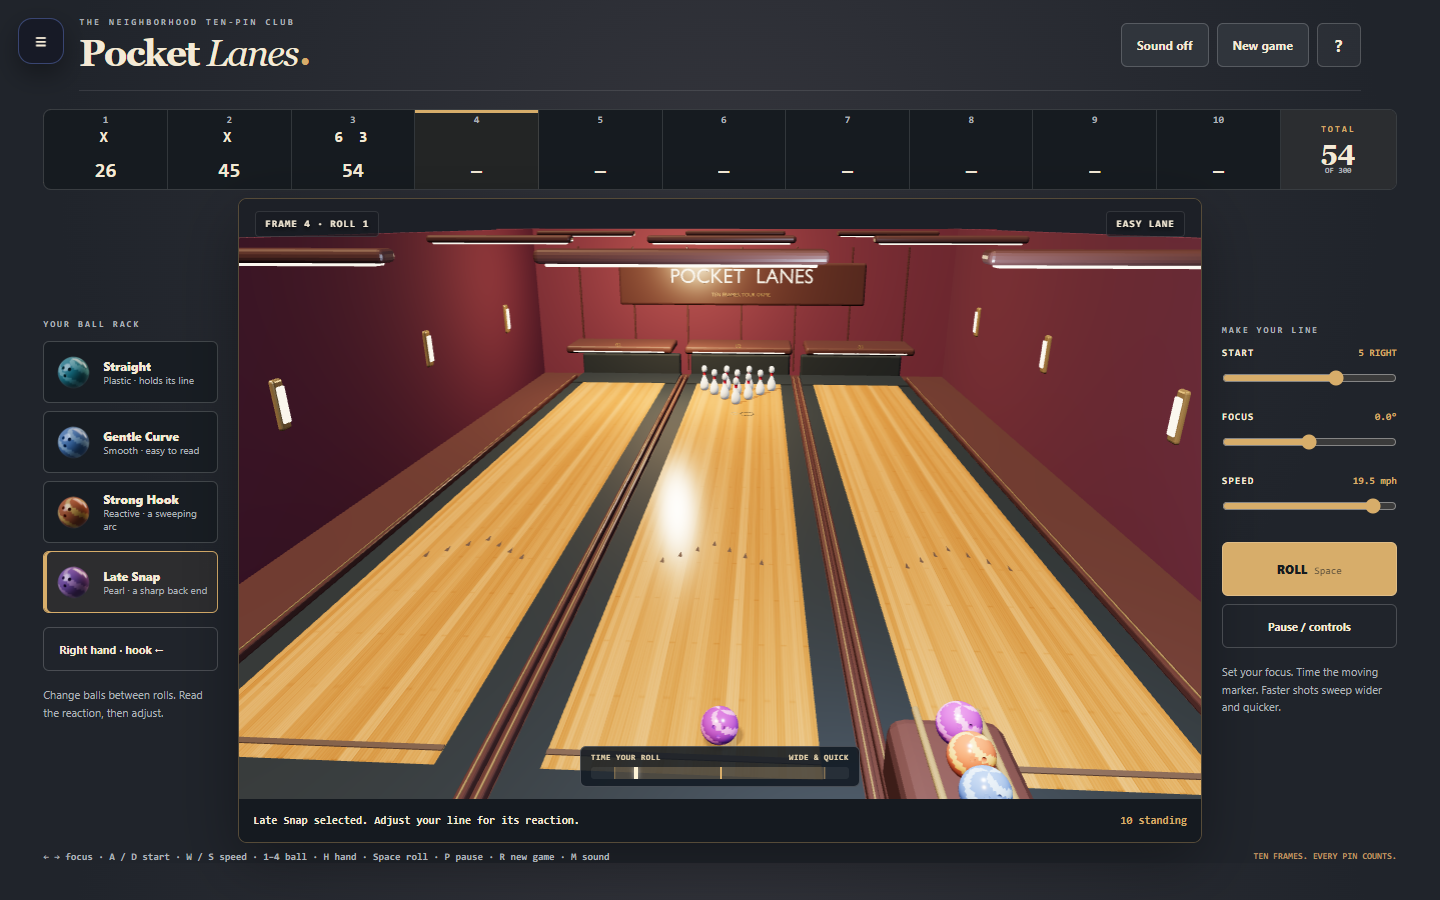 THE NEIGHBORHOOD TEN-PIN CLUB
Pocket Lanes.
Sound off
New game
?
1 2 3 4 5 6 7 8 9 10
X X 6 3
26 45 54 – – – – – – –
TOTAL
54
OF 300
FRAME 4 · ROLL 1
EASY LANE
POCKET LANES
YOUR BALL RACK
Straight
Plastic · holds its line
Gentle Curve
Smooth · easy to read
Strong Hook
Reactive · a sweeping
arc
Late Snap
Pearl · a sharp back end
Right hand · hook ←
Change balls between rolls. Read
the reaction, then adjust.
TIME YOUR ROLL
WIDE & QUICK
Late Snap selected. Adjust your line for its reaction.
10 standing
MAKE YOUR LINE
START 5 RIGHT
FOCUS 0.0°
SPEED 19.5 mph
ROLL Space
Pause / controls
Set your focus. Time the moving
marker. Faster shots sweep wider
and quicker.
← → focus · A / D start · W / S speed · 1–4 ball · H hand · Space roll · P pause · R new game · M sound
TEN FRAMES. EVERY PIN COUNTS.